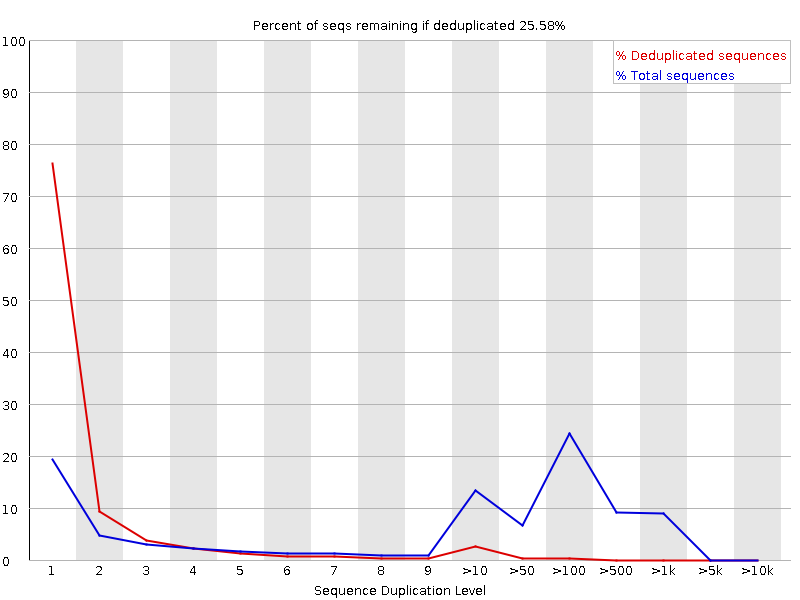 Percent of seqs remaining if deduplicated 25.58%
% Deduplicated sequences
% Total sequences
100
90
80
70
60
50
40
30
20
10
0
1 2 3 4 5 6 7 8 9 >10 >50 >100 >500 >1k >5k >10k
Sequence Duplication Level